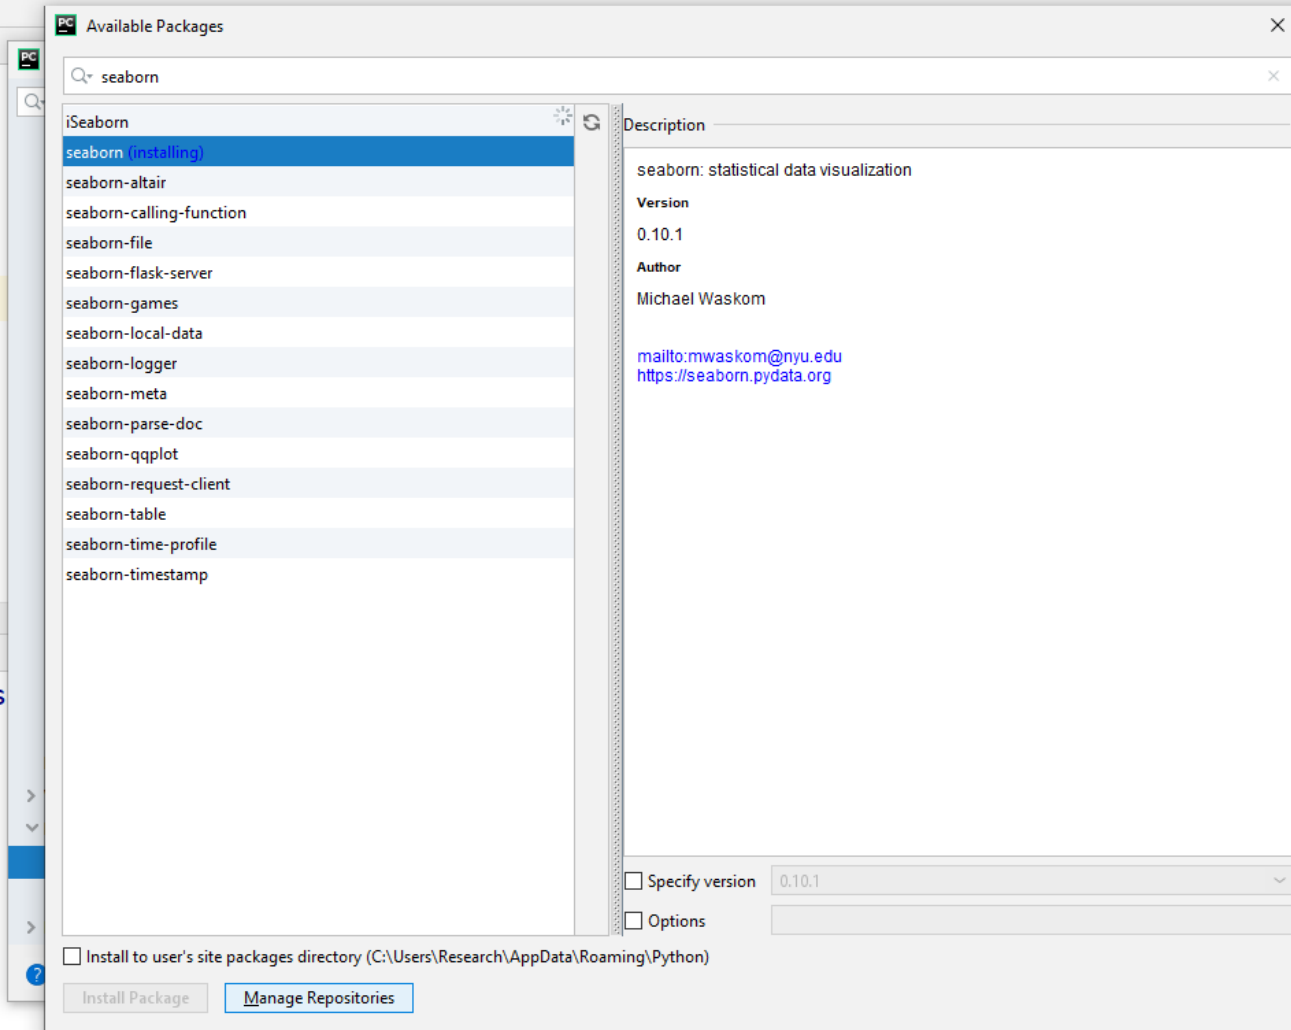 PC Available Packages
PC
seaborn
iSeaborn
seaborn (installing)
seaborn-altair
seaborn-calling-function
seaborn-file
seaborn-flask-server
seaborn-games
seaborn-local-data
seaborn-logger
seaborn-meta
seaborn-parse-doc
seaborn-qqplot
seaborn-request-client
seaborn-table
seaborn-time-profile
seaborn-timestamp
Description
seaborn: statistical data visualization
Version
0.10.1
Author
Michael Waskom
mailto:mwaskom@nyu.edu
https://seaborn.pydata.org
Specify version 0.10.1
Options
Install to user's site packages directory (C:\Users\Research\AppData\Roaming\Python)
Install Package Manage Repositories
s
?